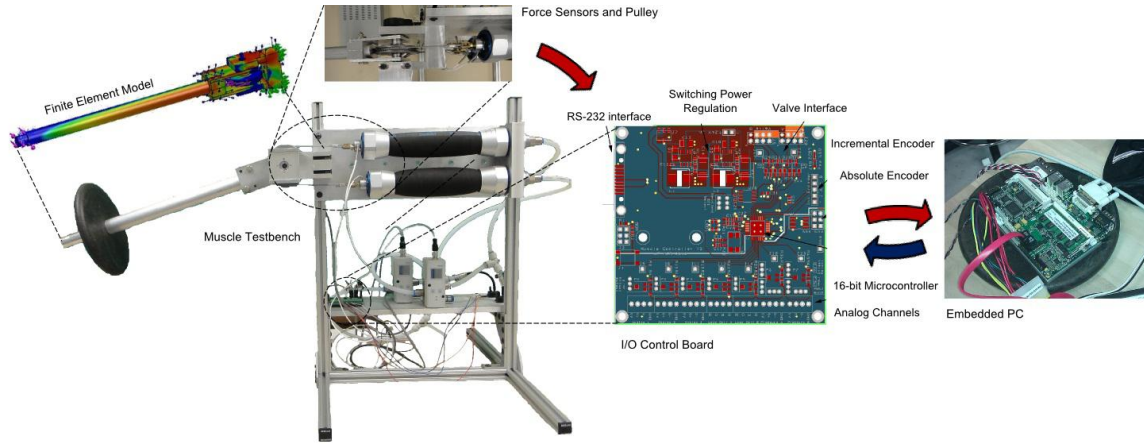 Force Sensors and Pulley
Finite Element Model
Switching Power
Regulation
Valve Interface
RS-232 interface
Incremental Encoder
Absolute Encoder
Muscle Testbench
16-bit Microcontroller
Analog Channels
Embedded PC
I/O Control Board